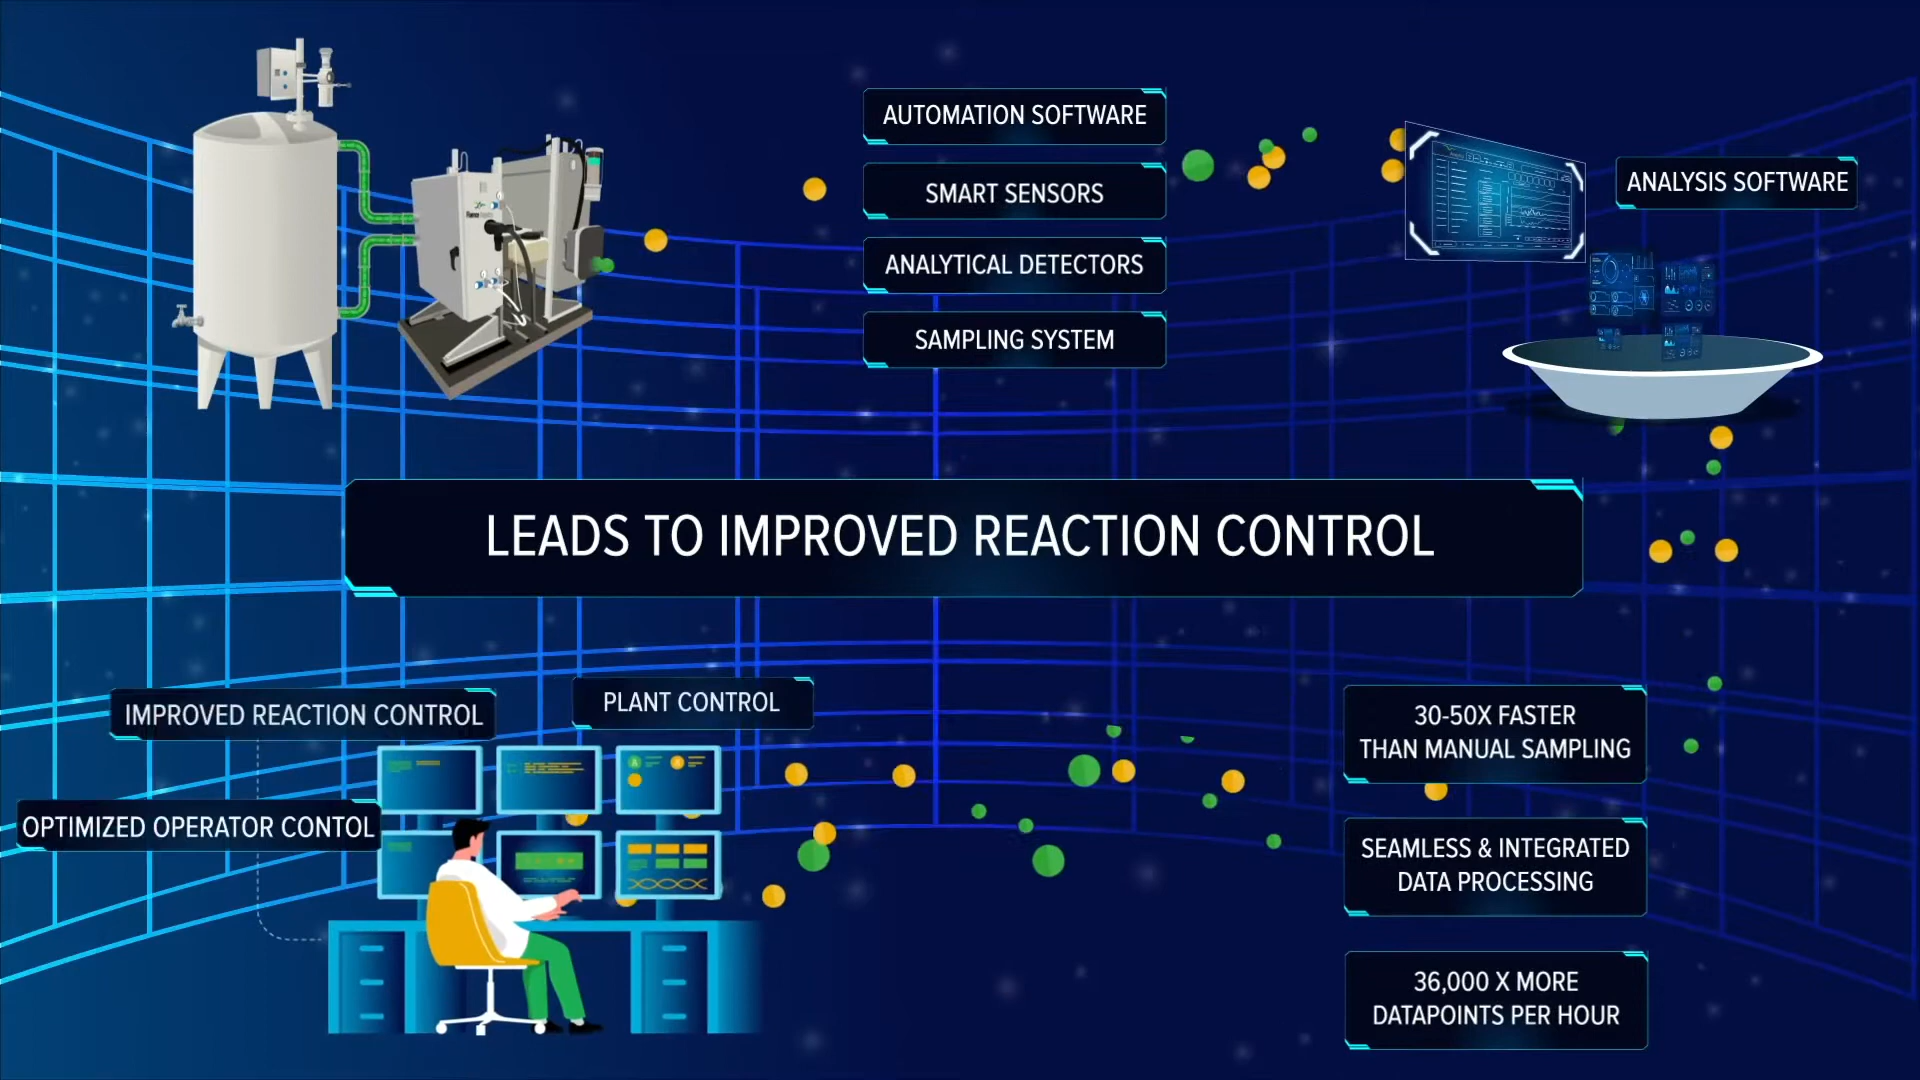 AUTOMATION SOFTWARE
SMART SENSORS
ANALYTICAL DETECTORS
SAMPLING SYSTEM
ANALYSIS SOFTWARE
LEADS TO IMPROVED REACTION CONTROL
IMPROVED REACTION CONTROL
PLANT CONTROL
OPTIMIZED OPERATOR CONTOL
30-50X FASTER
THAN MANUAL SAMPLING
SEAMLESS & INTEGRATED
DATA PROCESSING
36,000 X MORE
DATAPOINTS PER HOUR
A
A